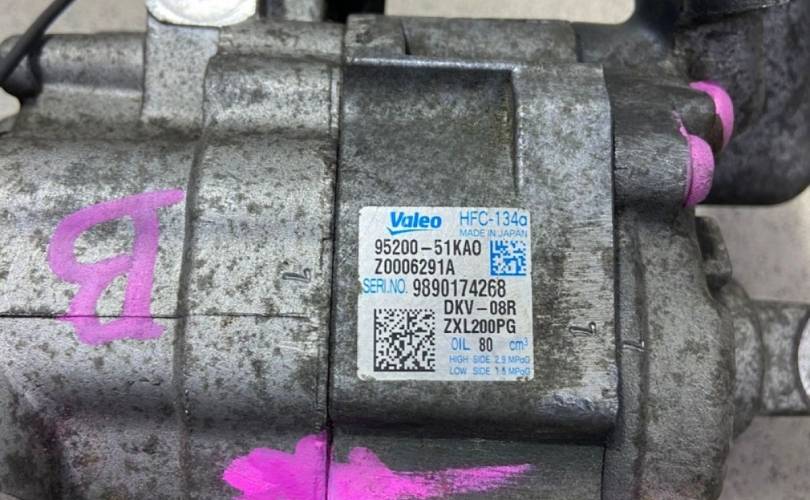 Valeo HFC-134a
MADE IN JAPAN
95200-51KA0
Z0006291A
SERI.NO. 9890174268
DKV-08R
ZXL200PG
OIL 80 cm³
HIGH SIDE 2.9 MPaG
LOW SIDE 1.5 MPaG
B